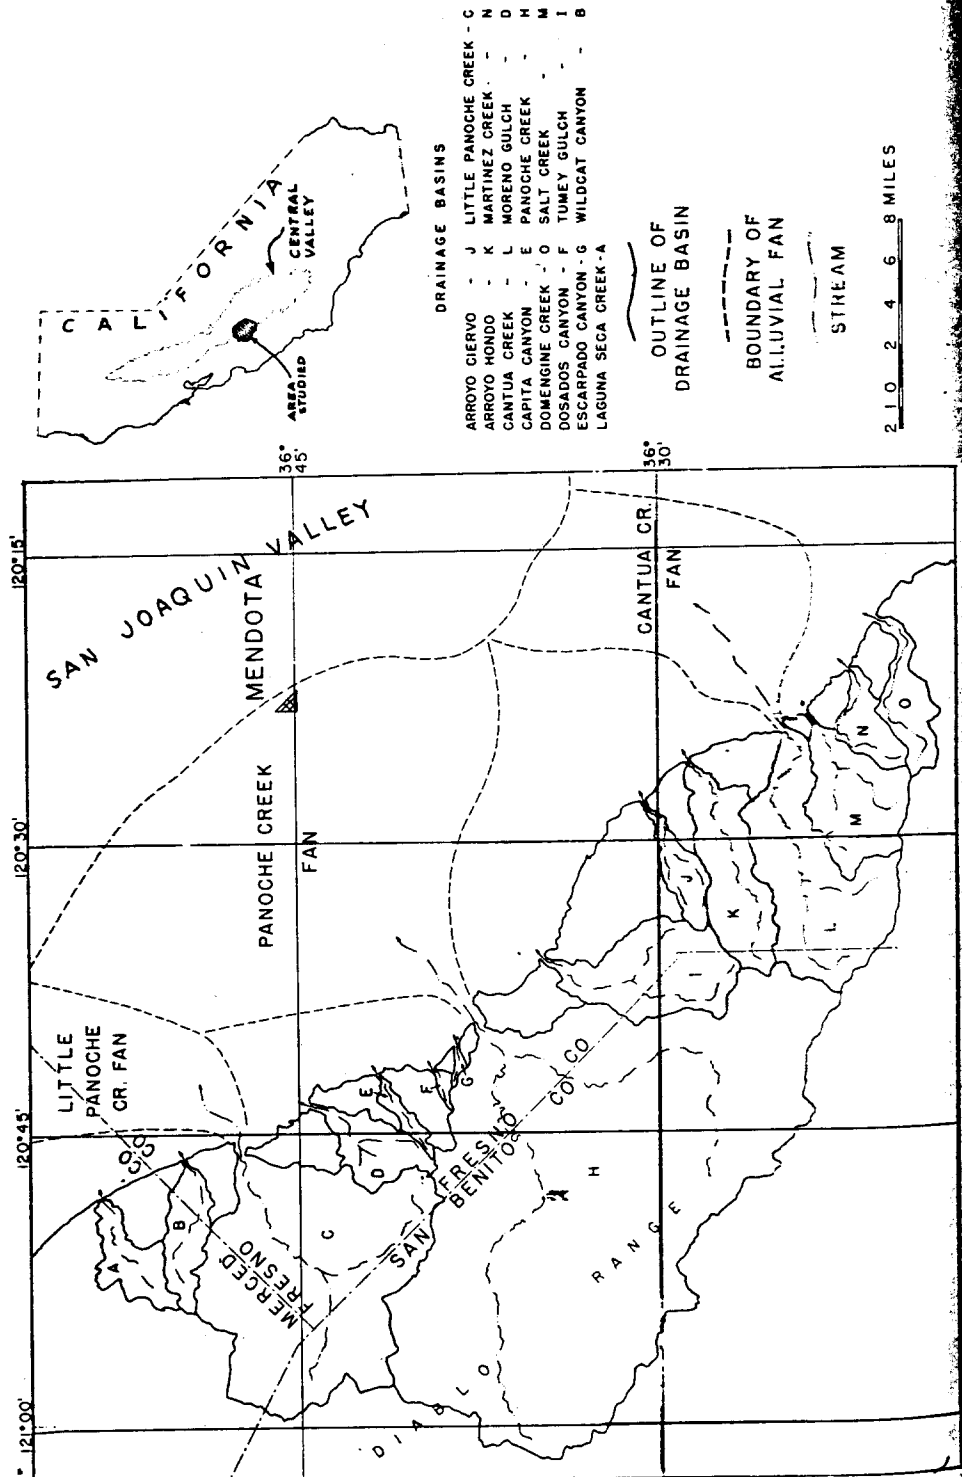 CALIFORNIA
CENTRAL
VALLEY
AREA
STUDIED
DRAINAGE BASINS
ARROYO CIERVO - J
ARROYO HONDO - K
CANTUA CREEK - L
CAPITA CANYON - E
DOMENGINE CREEK - O
DOSADOS CANYON - F
ESCARPADO CANYON - G
LAGUNA SECA CREEK - A
LITTLE PANOCHE CREEK - C
MARTINEZ CREEK - N
MORENO GULCH - D
PANOCHE CREEK - H
SALT CREEK - M
TUMEY GULCH - I
WILDCAT CANYON - B
OUTLINE OF
DRAINAGE BASIN
BOUNDARY OF
ALLUVIAL FAN
STREAM
2 1 0 2 4 6 8 MILES
121°00'
120°45'
120°30'
120°15'
36°
45'
36°
30'
SAN JOAQUIN VALLEY
MENDOTA
PANOCHE CREEK
FAN
LITTLE
PANOCHE
CR. FAN
CANTUA CR.
FAN
MERCED CO
FRESNO CO
FRESNO CO
SAN BENITO CO
DIABLO RANGE
A
B
C
D
E
F
G
H
I
J
K
L
M
N
O